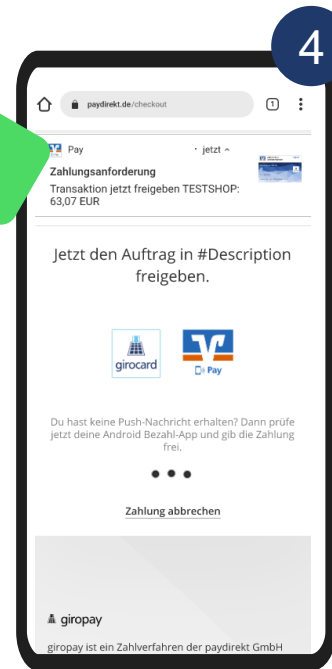 4
paydirekt.de/checkout
1
Pay
· jetzt
Zahlungsanforderung
Transaktion jetzt freigeben TESTSHOP:
63,07 EUR
Jetzt den Auftrag in #Description
freigeben.
girocard
Pay
Du hast keine Push-Nachricht erhalten? Dann prüfe
jetzt deine Android Bezahl-App und gib die Zahlung
frei.
Zahlung abbrechen
giropay
giropay ist ein Zahlverfahren der paydirekt GmbH